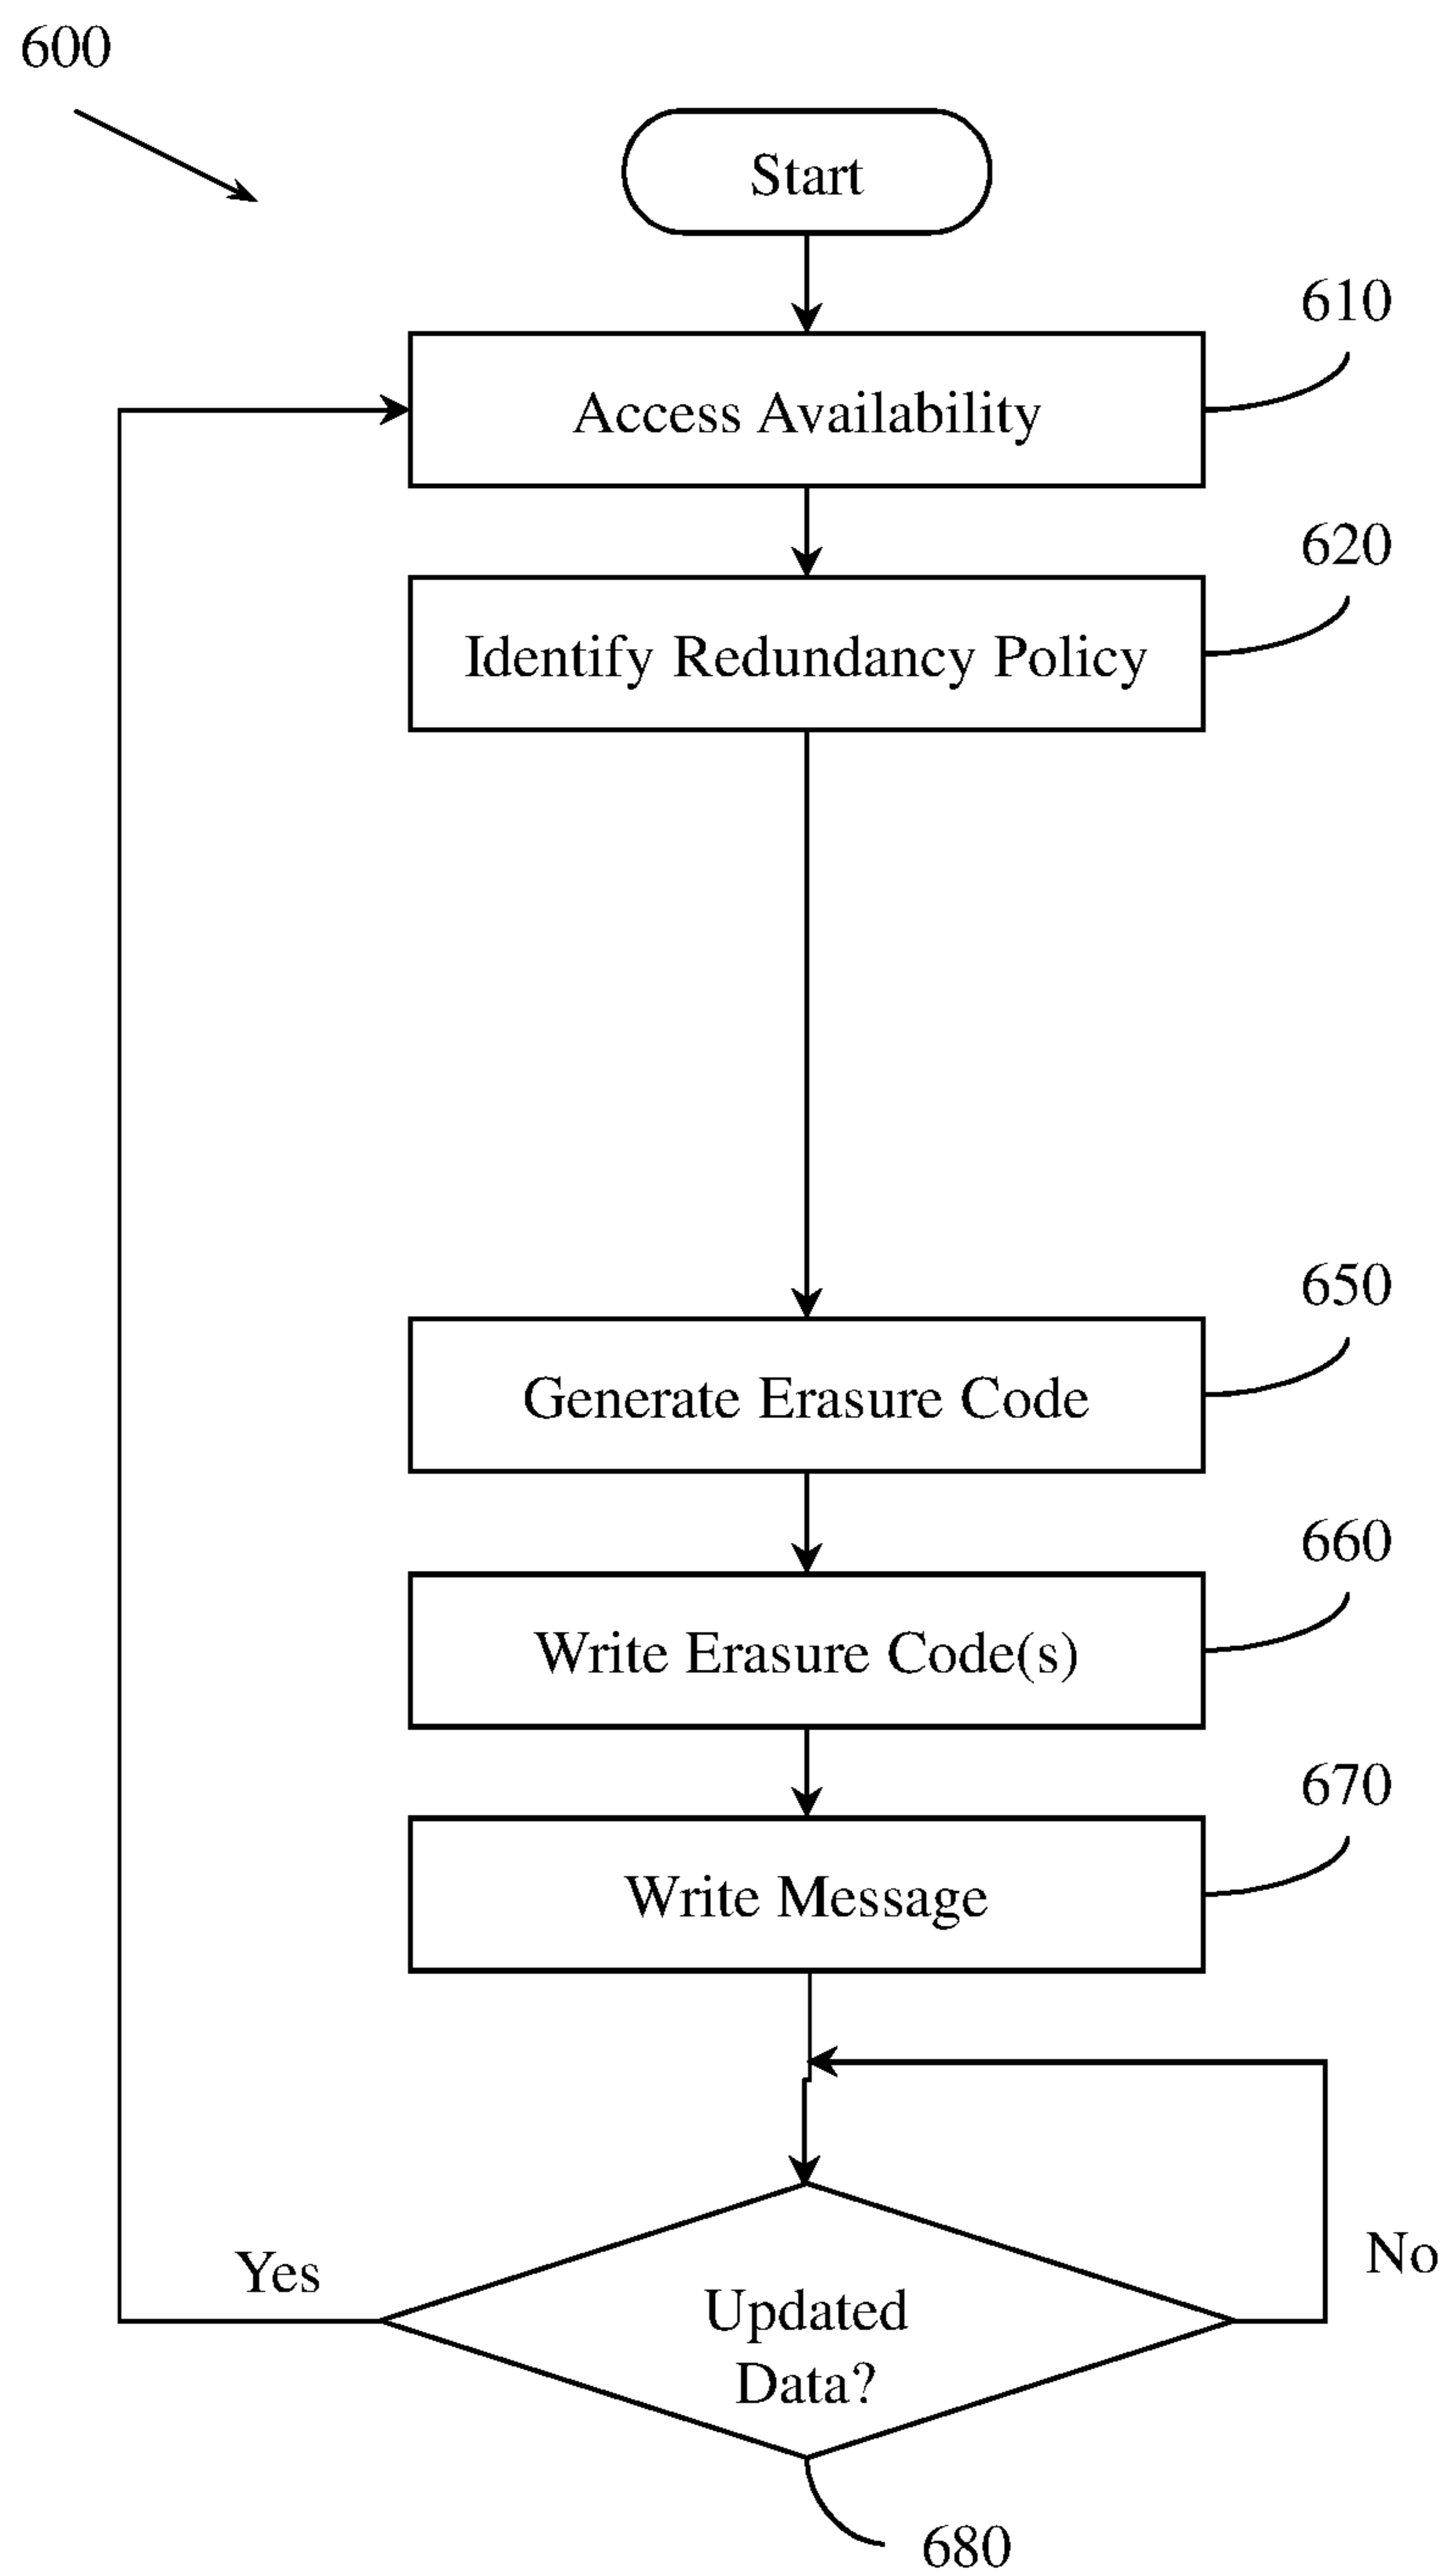 600
Start
610
Access Availability
620
Identify Redundancy Policy
650
Generate Erasure Code
660
Write Erasure Code(s)
670
Write Message
No
Yes
Updated
Data?
680